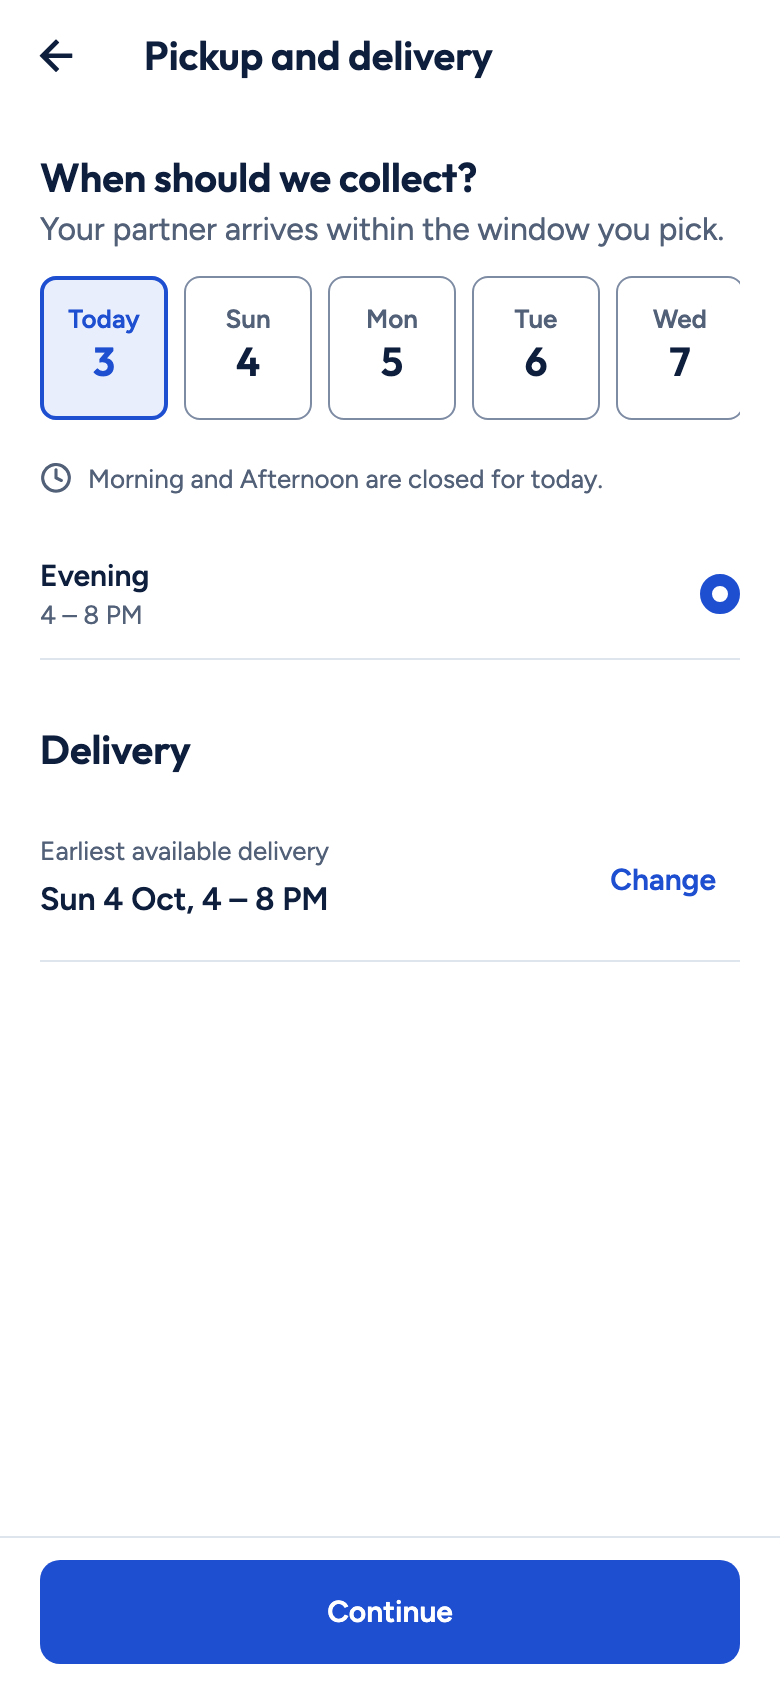 Pickup and delivery
When should we collect?
Your partner arrives within the window you pick.
Today Sun Mon Tue Wed
3 4 5 6 7
Morning and Afternoon are closed for today.
Evening
4 – 8 PM
Delivery
Earliest available delivery
Sun 4 Oct, 4 – 8 PM
Change
Continue